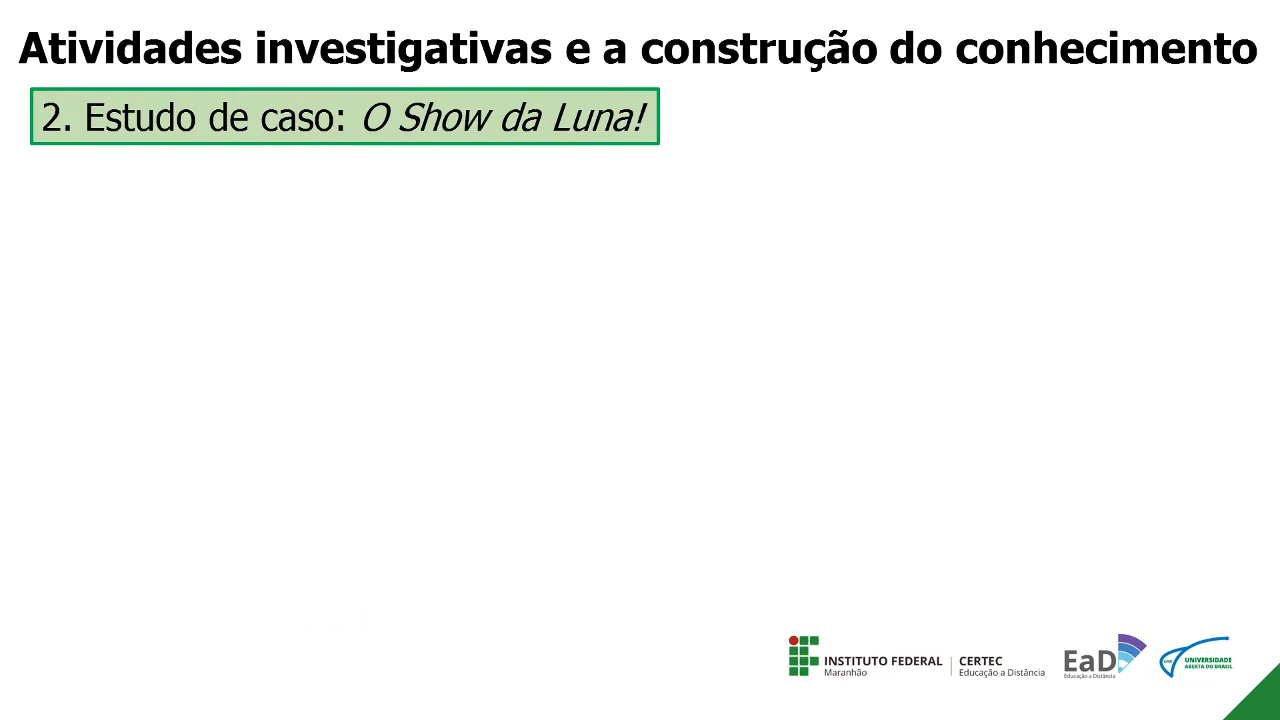 Atividades investigativas e a construção do conhecimento
2. Estudo de caso: O Show da Luna!
INSTITUTO FEDERAL
Maranhão
CERTEC
Educação a Distância
EaD
Educação a Distância
UAB
UNIVERSIDADE
ABERTA DO BRASIL